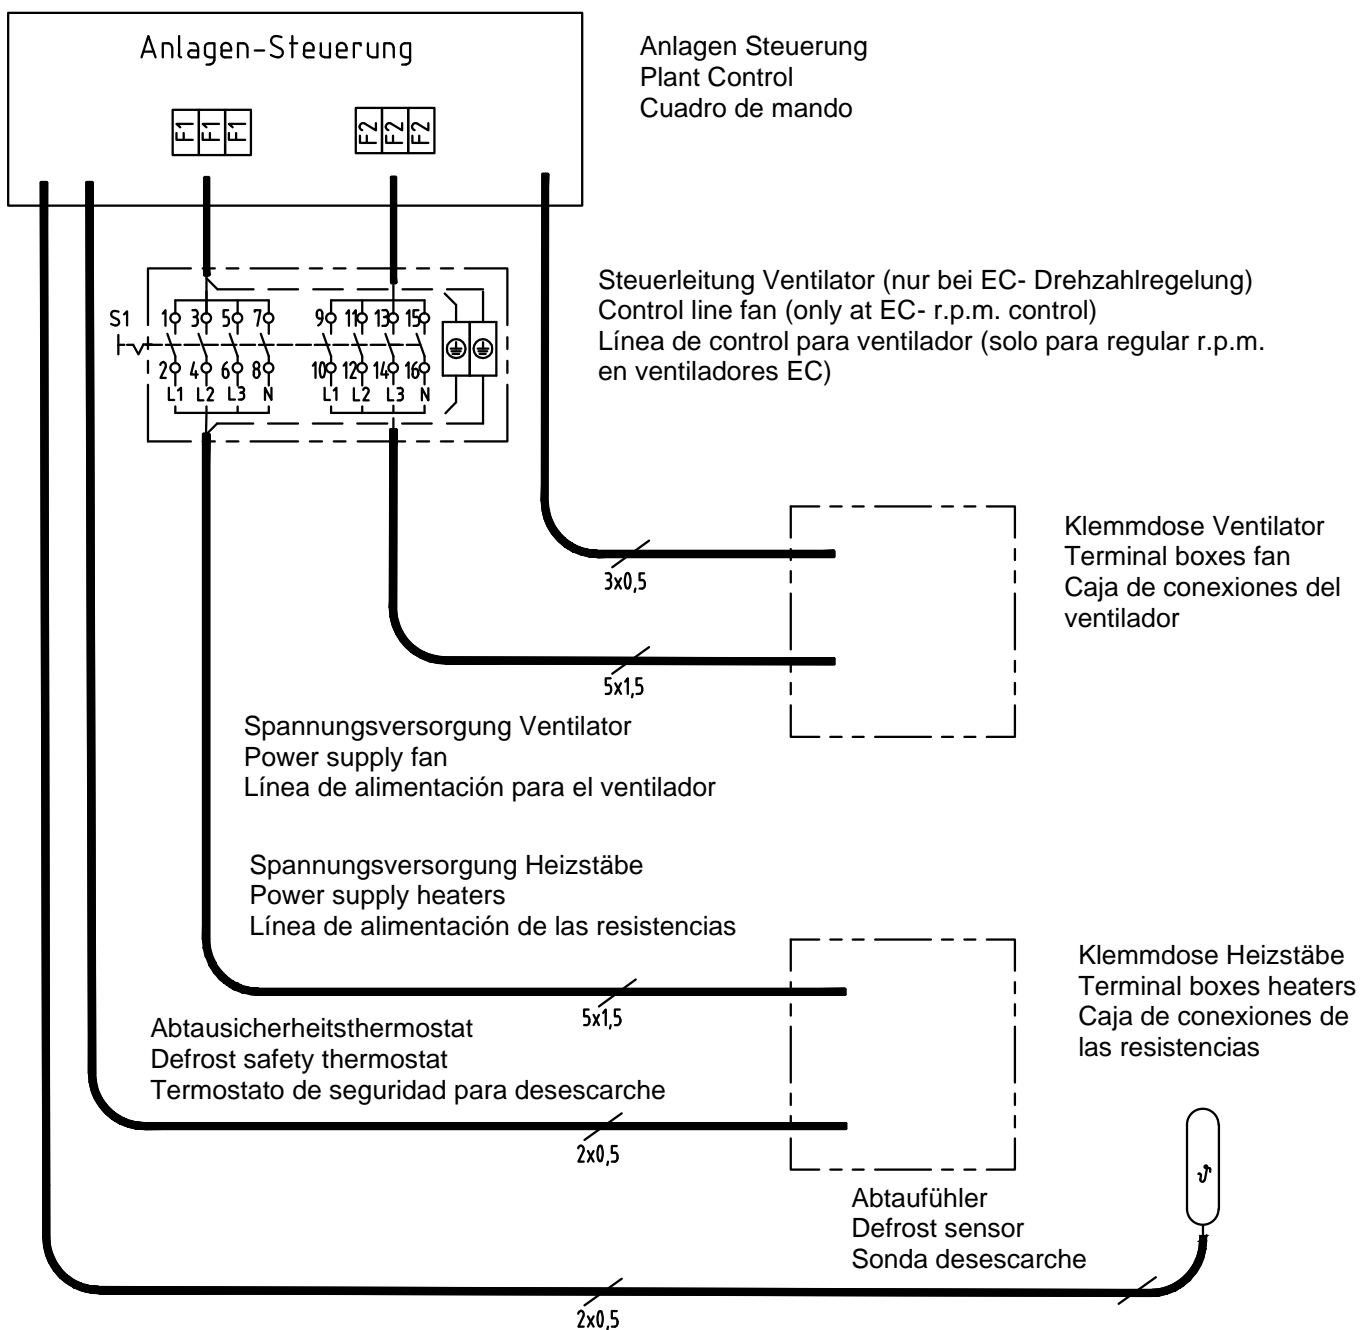 Anlagen-Steuerung
Anlagen Steuerung
Plant Control
Cuadro de mando
F1 F1 F1
F2 F2 F2
Steuerleitung Ventilator (nur bei EC- Drehzahlregelung)
Control line fan (only at EC- r.p.m. control)
Línea de control para ventilador (solo para regular r.p.m.
en ventiladores EC)
S1
1 3 5 7 9 11 13 15
2 4 6 8 10 12 14 16
L1 L2 L3 N L1 L2 L3 N
Klemmdose Ventilator
Terminal boxes fan
Caja de conexiones del
ventilador
3x0,5
5x1,5
Spannungsversorgung Ventilator
Power supply fan
Línea de alimentación para el ventilador
Spannungsversorgung Heizstäbe
Power supply heaters
Línea de alimentación de las resistencias
Klemmdose Heizstäbe
Terminal boxes heaters
Caja de conexiones de
las resistencias
5x1,5
Abtausicherheitsthermostat
Defrost safety thermostat
Termostato de seguridad para desescarche
2x0,5
Abtaufühler
Defrost sensor
Sonda desescarche
ϑ
2x0,5